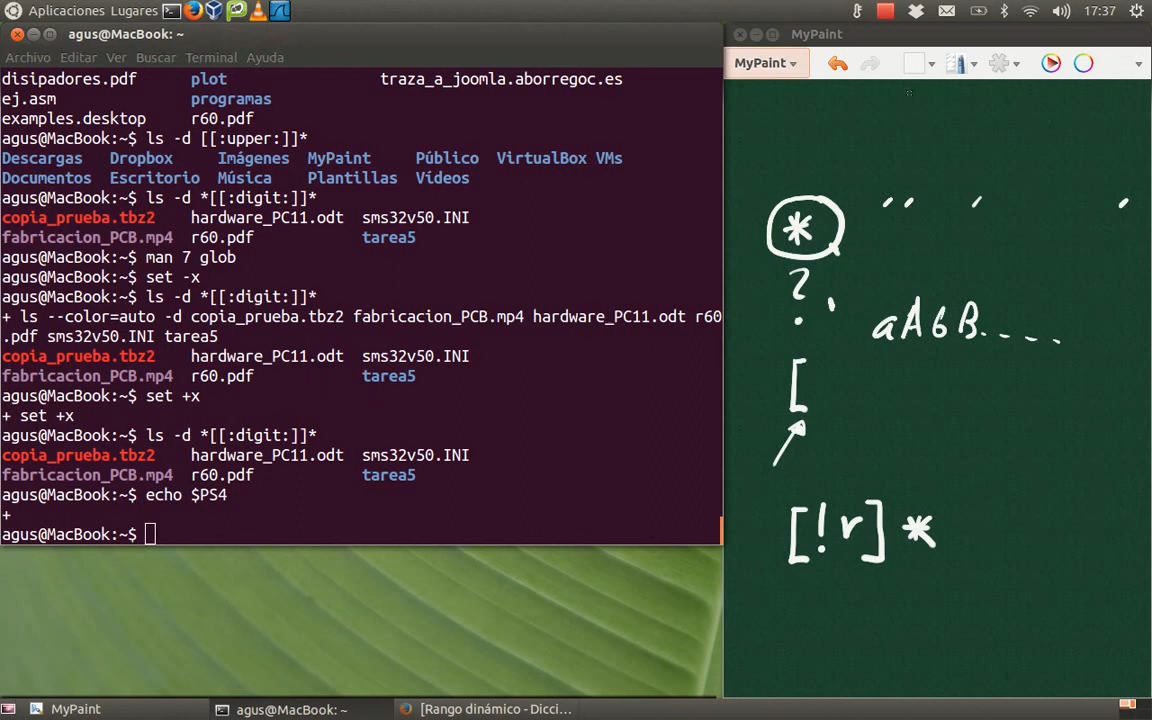 Aplicaciones Lugares 17:37
agus@MacBook: ~
Archivo Editar Ver Buscar Terminal Ayuda
disipadores.pdf plot traza_a_joomla.aborregoc.es
ej.asm programas
examples.desktop r60.pdf
agus@MacBook:~$ ls -d [[:upper:]]*
Descargas Dropbox Imágenes MyPaint Público VirtualBox VMs
Documentos Escritorio Música Plantillas Vídeos
agus@MacBook:~$ ls -d *[[:digit:]]*
copia_prueba.tbz2 hardware_PC11.odt sms32v50.INI
fabricacion_PCB.mp4 r60.pdf tarea5
agus@MacBook:~$ man 7 glob
agus@MacBook:~$ set -x
agus@MacBook:~$ ls -d *[[:digit:]]*
+ ls --color=auto -d copia_prueba.tbz2 fabricacion_PCB.mp4 hardware_PC11.odt r60
.pdf sms32v50.INI tarea5
copia_prueba.tbz2 hardware_PC11.odt sms32v50.INI
fabricacion_PCB.mp4 r60.pdf tarea5
agus@MacBook:~$ set +x
+ set +x
agus@MacBook:~$ ls -d *[[:digit:]]*
copia_prueba.tbz2 hardware_PC11.odt sms32v50.INI
fabricacion_PCB.mp4 r60.pdf tarea5
agus@MacBook:~$ echo $PS4
+
agus@MacBook:~$
MyPaint
MyPaint
*
?
aAbB....
[
[!r]*
MyPaint agus@MacBook: ~ [Rango dinámico - Dicci...